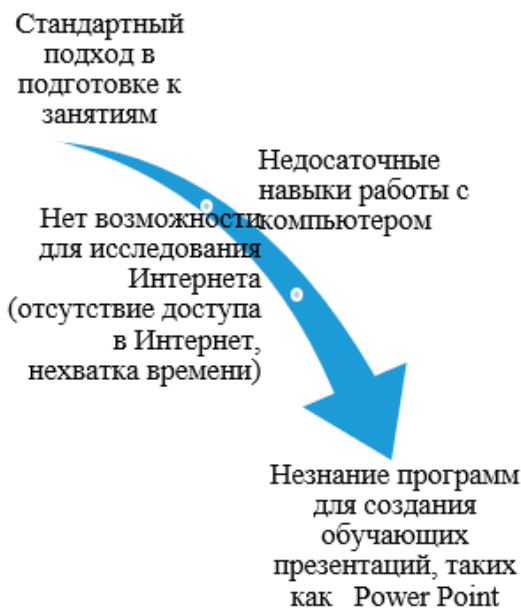 Стандартный
подход в
подготовке к
занятиям
Недосаточные
навыки работы с
компьютером
Нет возможности
для исследования
Интернета
(отсутствие доступа
в Интернет,
нехватка времени)
Незнание программ
для создания
обучающих
презентаций, таких
как Power Point